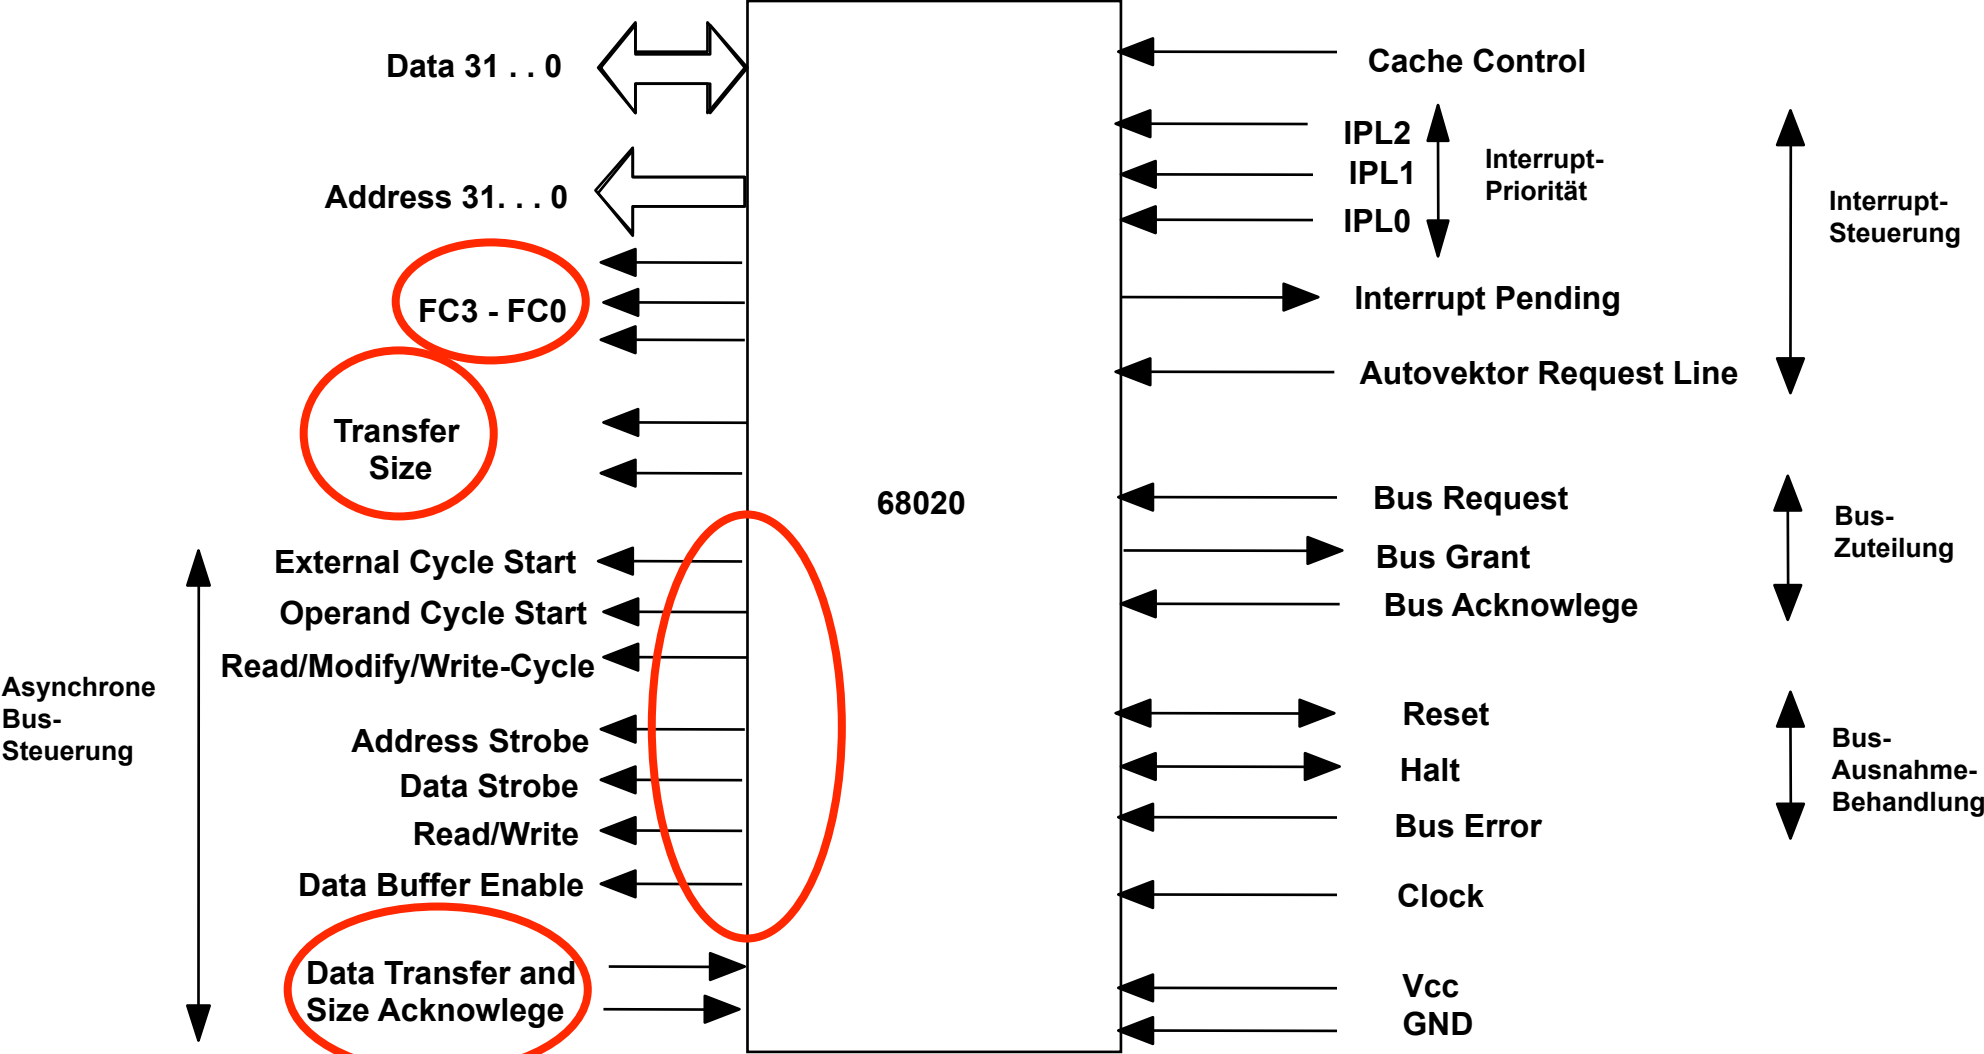 Data 31 . . 0
Address 31. . . 0
FC3 - FC0
Transfer
Size
External Cycle Start
Operand Cycle Start
Read/Modify/Write-Cycle
Address Strobe
Data Strobe
Read/Write
Data Buffer Enable
Data Transfer and
Size Acknowlege
Asynchrone
Bus-
Steuerung
68020
Cache Control
IPL2
IPL1
IPL0
Interrupt-
Priorität
Interrupt Pending
Autovektor Request Line
Interrupt-
Steuerung
Bus Request
Bus Grant
Bus Acknowlege
Bus-
Zuteilung
Reset
Halt
Bus Error
Bus-
Ausnahme-
Behandlung
Clock
Vcc
GND